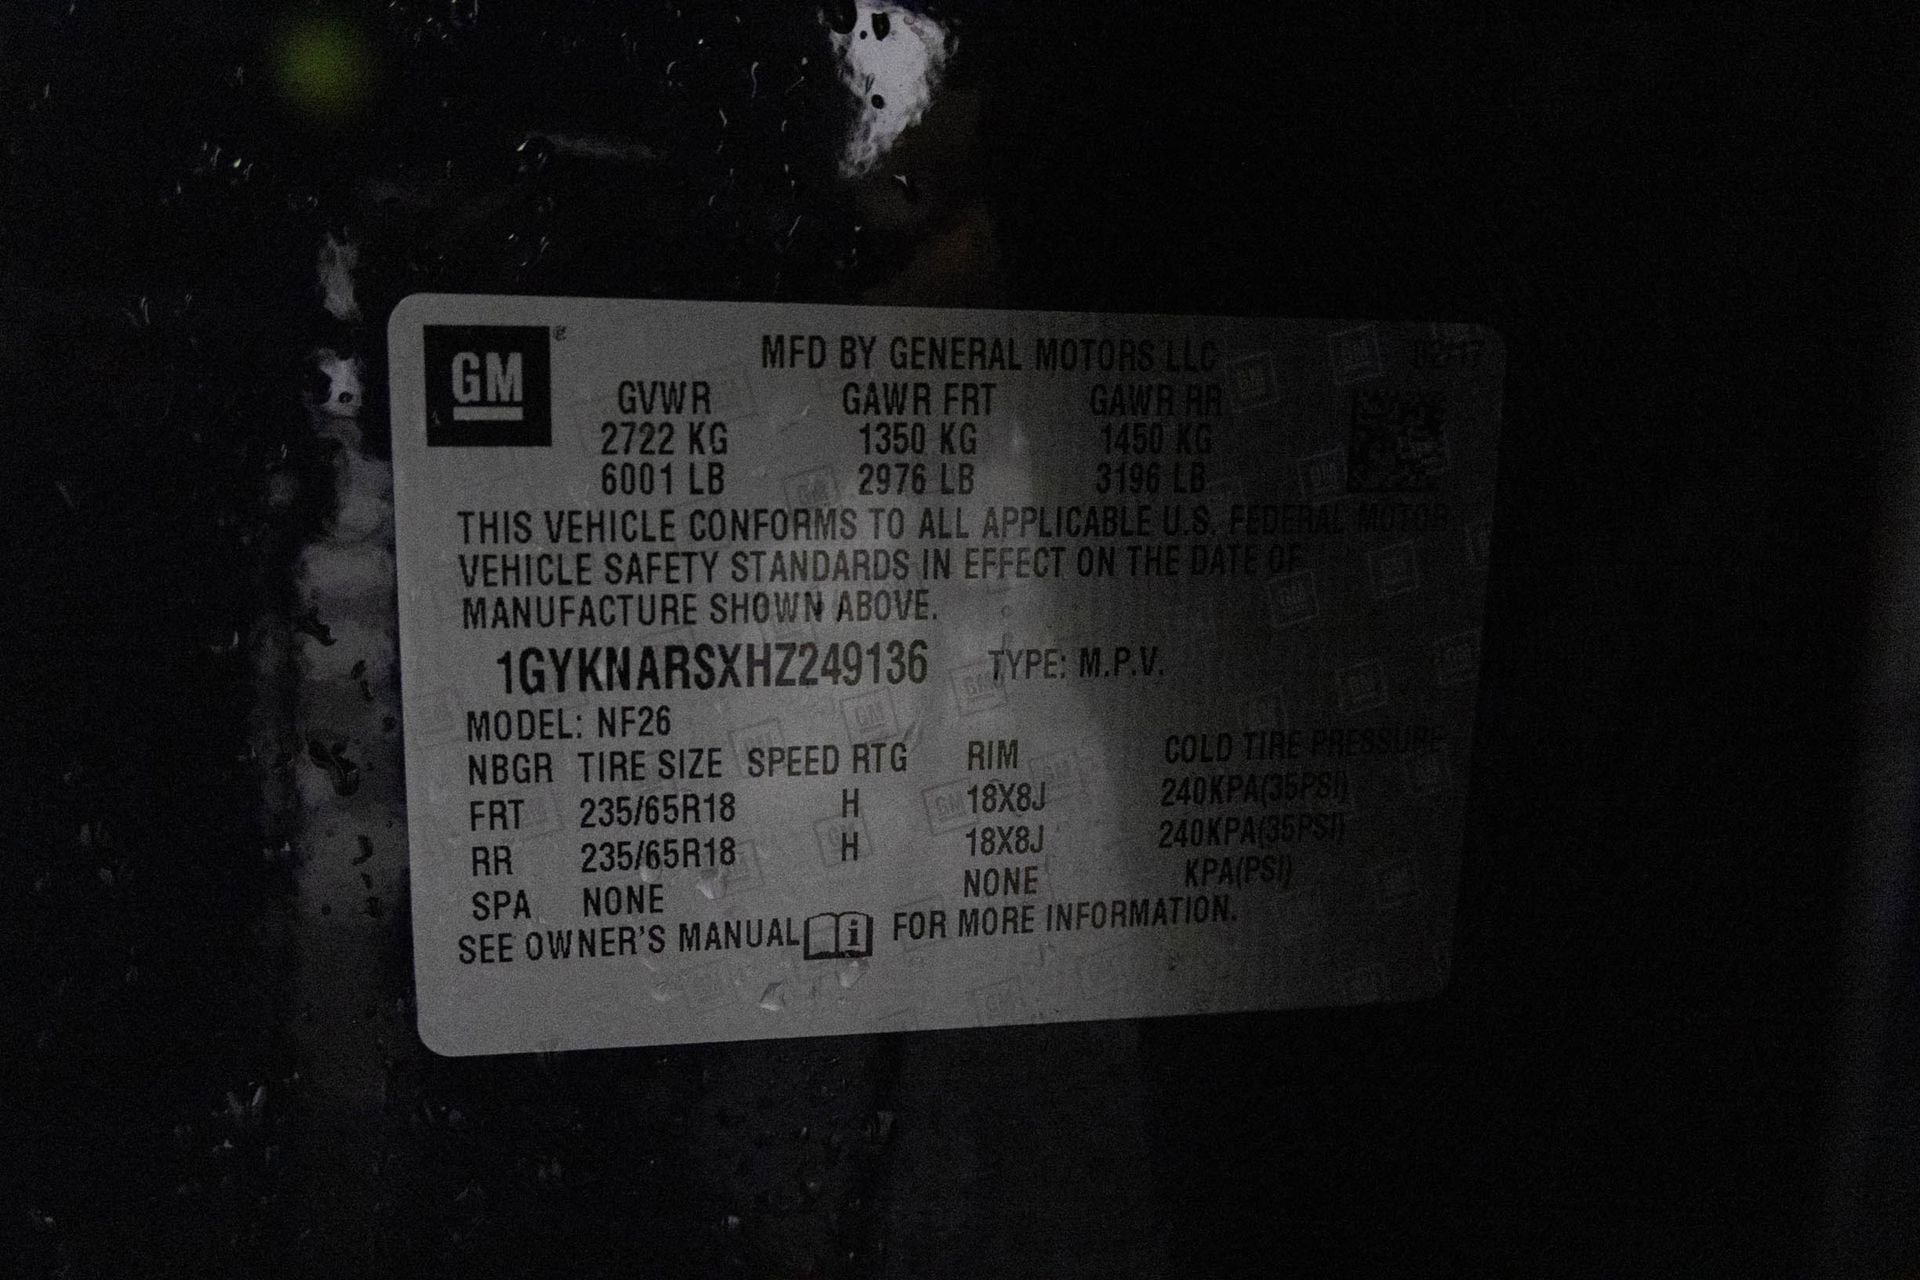 GM
MFD BY GENERAL MOTORS LLC 02/17
GVWR GAWR FRT GAWR RR
2722 KG 1350 KG 1450 KG
6001 LB 2976 LB 3196 LB
THIS VEHICLE CONFORMS TO ALL APPLICABLE U.S. FEDERAL MOTOR
VEHICLE SAFETY STANDARDS IN EFFECT ON THE DATE OF
MANUFACTURE SHOWN ABOVE.
1GYKNARSXHZ249136 TYPE: M.P.V.
MODEL: NF26
NBGR TIRE SIZE SPEED RTG RIM COLD TIRE PRESSURE
FRT 235/65R18 H 18X8J 240KPA(35PSI)
RR 235/65R18 H 18X8J 240KPA(35PSI)
SPA NONE NONE KPA(PSI)
SEE OWNER'S MANUAL i FOR MORE INFORMATION.